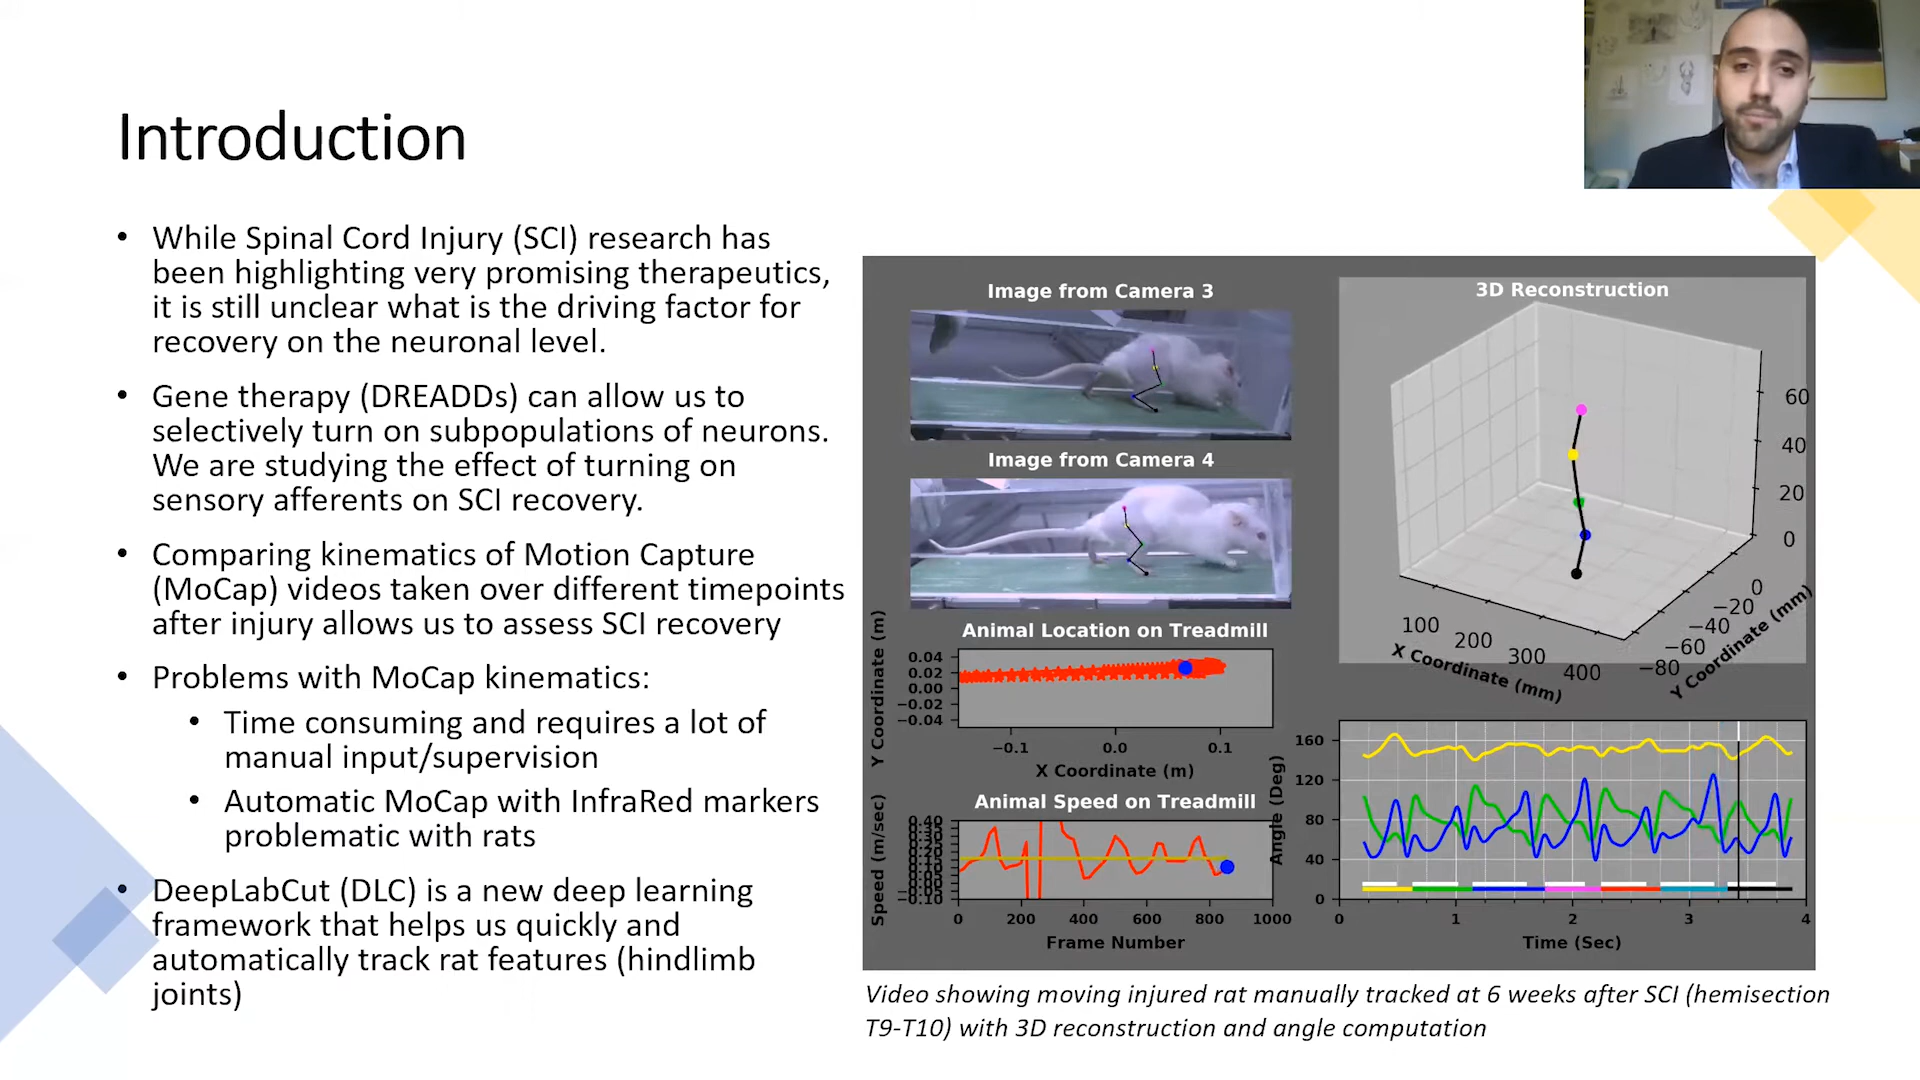 Introduction
• While Spinal Cord Injury (SCI) research has
been highlighting very promising therapeutics,
it is still unclear what is the driving factor for
recovery on the neuronal level.
• Gene therapy (DREADDs) can allow us to
selectively turn on subpopulations of neurons.
We are studying the effect of turning on
sensory afferents on SCI recovery.
• Comparing kinematics of Motion Capture
(MoCap) videos taken over different timepoints
after injury allows us to assess SCI recovery
• Problems with MoCap kinematics:
• Time consuming and requires a lot of
manual input/supervision
• Automatic MoCap with InfraRed markers
problematic with rats
• DeepLabCut (DLC) is a new deep learning
framework that helps us quickly and
automatically track rat features (hindlimb
joints)
Image from Camera 3
Image from Camera 4
Animal Location on Treadmill
Y Coordinate (m)
0.04
0.02
0.00
−0.02
−0.04
−0.1 0.0 0.1
X Coordinate (m)
Animal Speed on Treadmill
Speed (m/sec)
0.40
−0.10
0 200 400 600 800 1000
Frame Number
3D Reconstruction
60
40
20
0
100 200 300 400
X Coordinate (mm)
0
−20
−40
−60
−80
Y Coordinate (mm)
Angle (Deg)
160
120
80
40
0
0 1 2 3 4
Time (Sec)
Video showing moving injured rat manually tracked at 6 weeks after SCI (hemisection
T9-T10) with 3D reconstruction and angle computation